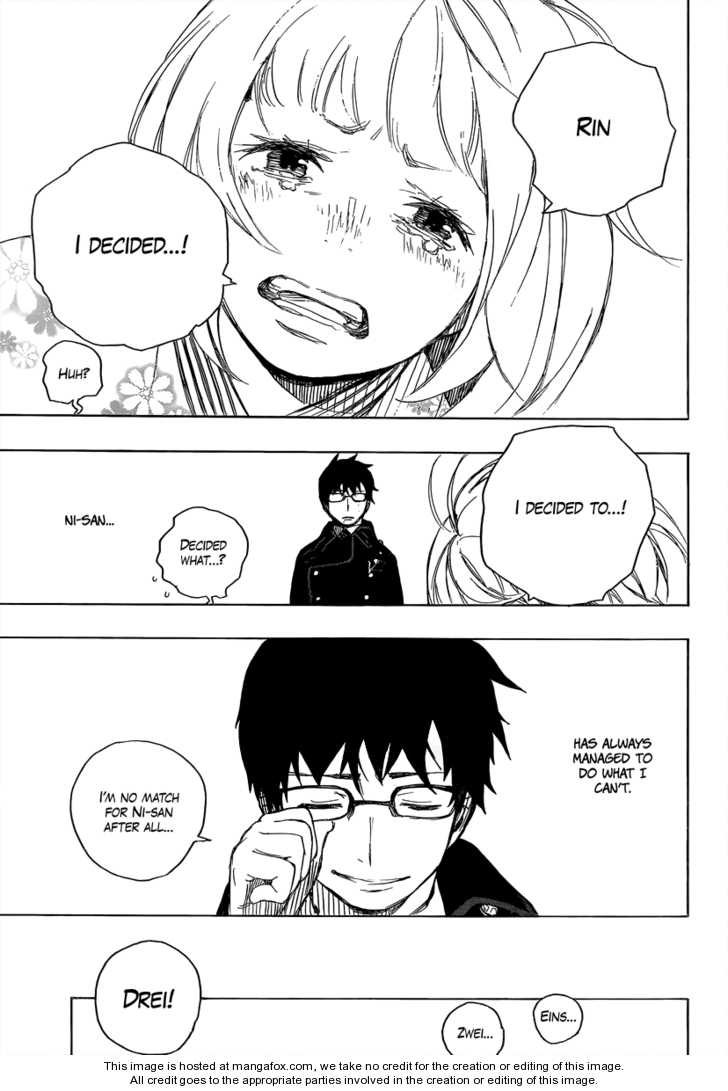 RIN
I DECIDED...!
HUH?
I DECIDED TO...!
DECIDED
WHAT...?
NI-SAN...
HAS ALWAYS
MANAGED TO
DO WHAT I
CAN'T.
I'M NO MATCH
FOR NI-SAN
AFTER ALL...
EINS...
ZWEI...
DREI!
This image is hosted at mangafox.com, we take no credit for the creation or editing of this image.
All credit goes to the appropriate parties involved in the creation or editing of this image.